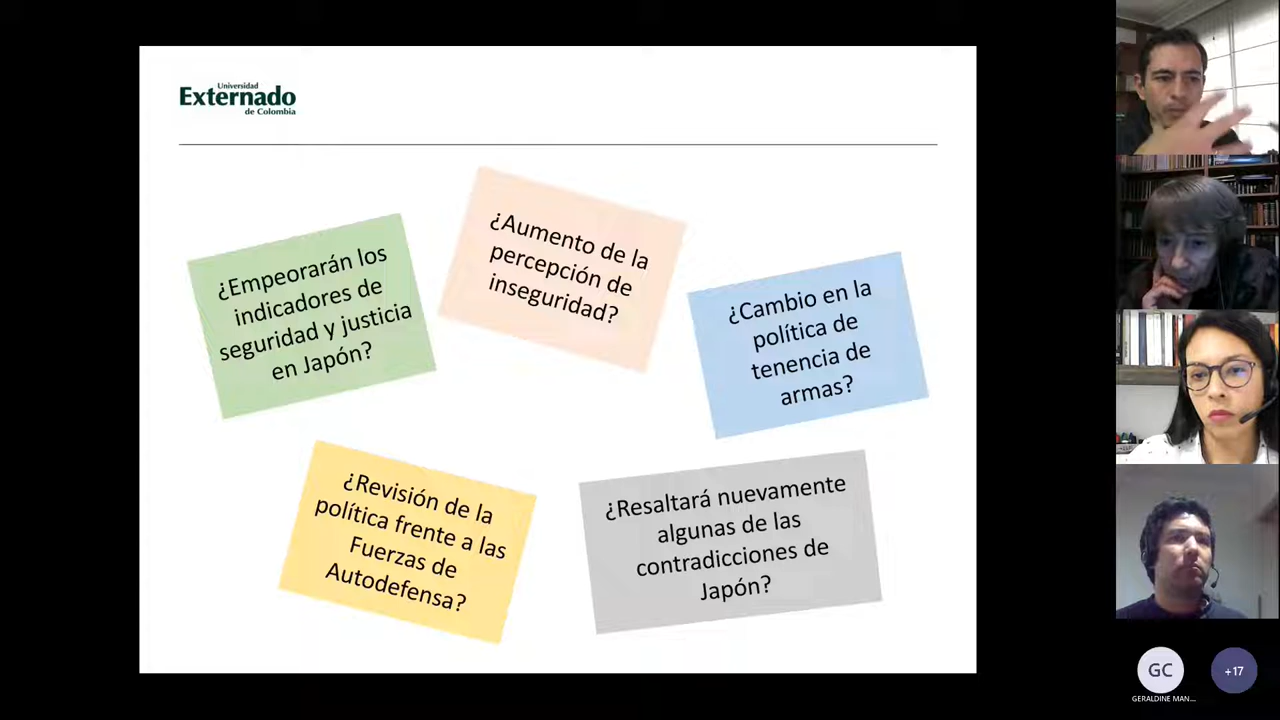 Universidad
Externado
de Colombia
¿Empeorarán los
indicadores de
seguridad y justicia
en Japón?
¿Aumento de la
percepción de
inseguridad?
¿Cambio en la
política de
tenencia de
armas?
¿Revisión de la
política frente a las
Fuerzas de
Autodefensa?
¿Resaltará nuevamente
algunas de las
contradicciones de
Japón?
GC
+17
GERALDINE MAN...